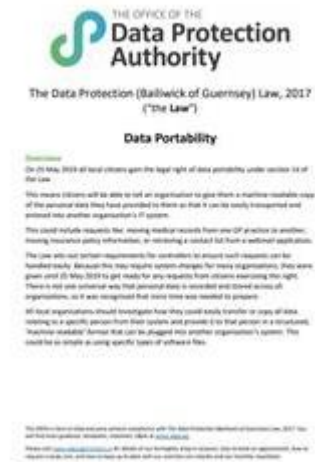 THE OFFICE OF THE
Data Protection
Authority
The Data Protection (Bailiwick of Guernsey) Law, 2017
("the Law")
Data Portability
Overview
On 25 May 2019 all local citizens gain the legal right of data portability under section 14 of
the Law.
This means citizens will be able to tell an organisation to give them a machine readable copy
of the personal data they have provided to them so that it can be easily transported and
entered into another organisation's IT system.
This could include requests like: moving medical records from one GP practice to another,
moving insurance policy information, or retrieving a contact list from a webmail application.
The Law sets out certain requirements for controllers to ensure such requests can be
handled easily. Because this may require system changes for many organisations, they were
given until 25 May 2019 to get ready for any requests from citizens exercising this right.
There is not one universal way that personal data is recorded and stored across all
organisations, so it was recognised that more time was needed to prepare.
All local organisations should investigate how they could easily transfer or copy all data
relating to a specific person from their system and provide it to that person in a structured,
'machine readable' format that can be plugged into another organisation's system. This
could be as simple as using specific types of software files.